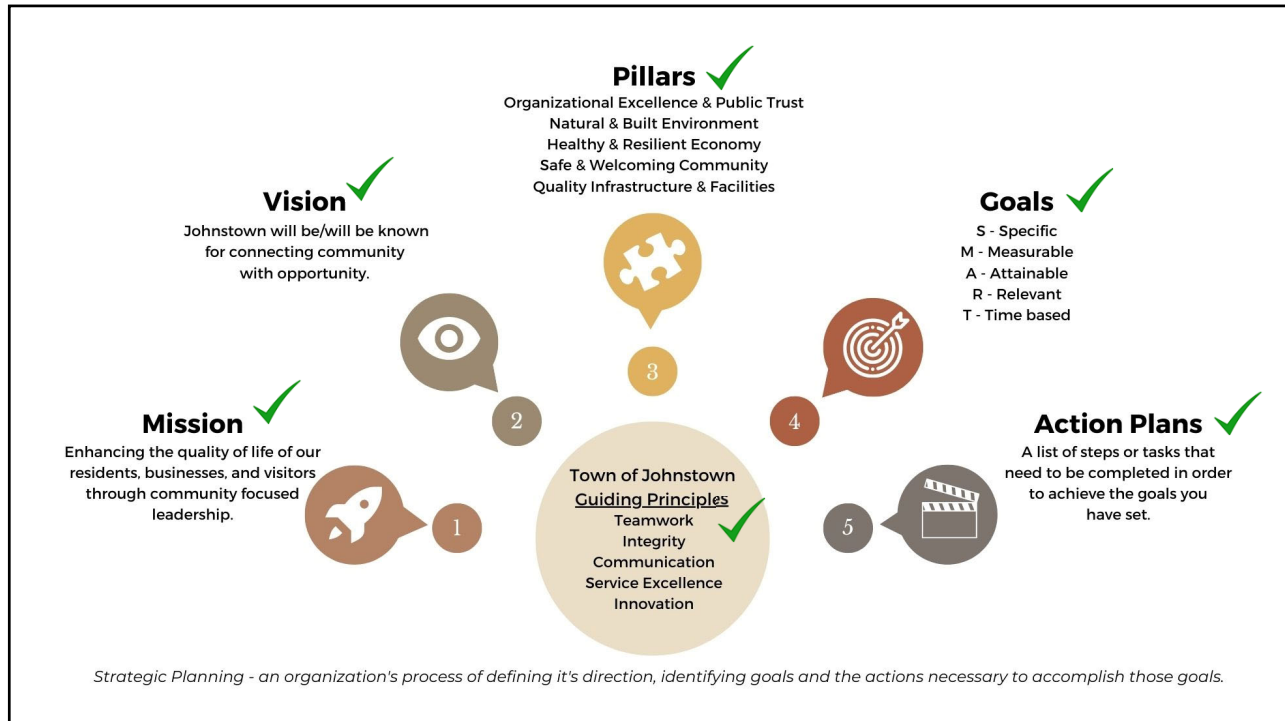 Pillars
Organizational Excellence & Public Trust
Natural & Built Environment
Healthy & Resilient Economy
Safe & Welcoming Community
Quality Infrastructure & Facilities
Vision
Johnstown will be/will be known
for connecting community
with opportunity.
Goals
S - Specific
M - Measurable
A - Attainable
R - Relevant
T - Time based
Mission
Enhancing the quality of life of our
residents, businesses, and visitors
through community focused
leadership.
Action Plans
A list of steps or tasks that
need to be completed in order
to achieve the goals you
have set.
1
2
3
4
5
Town of Johnstown
Guiding Principles
Teamwork
Integrity
Communication
Service Excellence
Innovation
Strategic Planning - an organization's process of defining it's direction, identifying goals and the actions necessary to accomplish those goals.